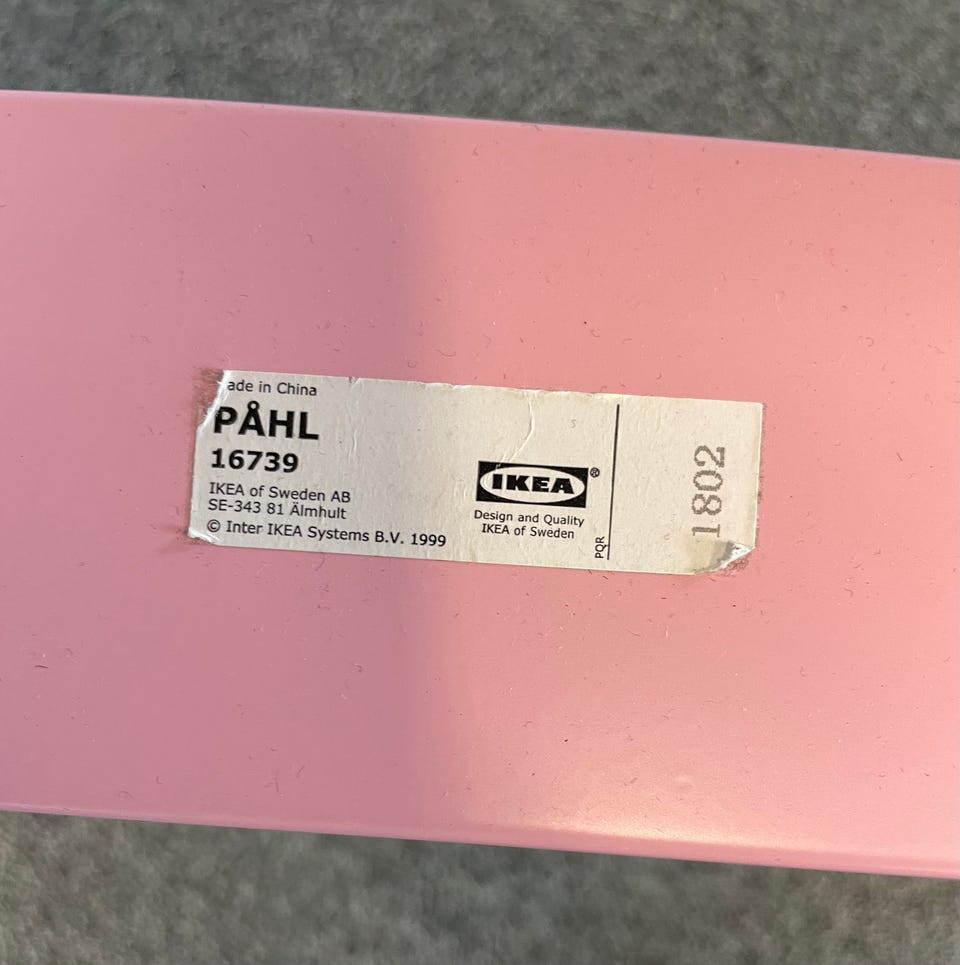 ade in China
PÅHL
16739
IKEA of Sweden AB
SE-343 81 Älmhult
© Inter IKEA Systems B.V. 1999
IKEA®
Design and Quality
IKEA of Sweden
PQR
1802